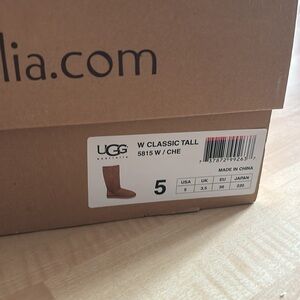 lia.com
UGG
australia
W CLASSIC TALL
5815 W / CHE
MADE IN CHINA
5
USA UK EU JAPAN
5 3.5 36 220